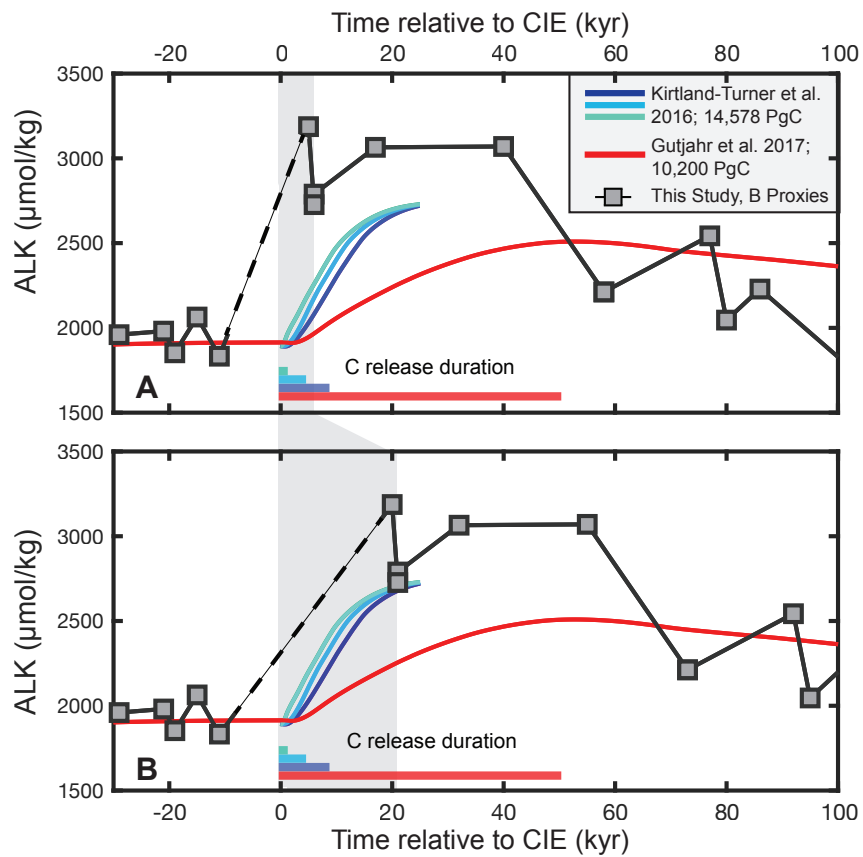 Time relative to CIE (kyr)
-20 0 20 40 60 80 100
3500
3000
2500
2000
1500
ALK (μmol/kg)
Kirtland-Turner et al.
2016; 14,578 PgC
Gutjahr et al. 2017;
10,200 PgC
This Study, B Proxies
C release duration
A
3500
3000
2500
2000
1500
ALK (μmol/kg)
C release duration
B
-20 0 20 40 60 80 100
Time relative to CIE (kyr)